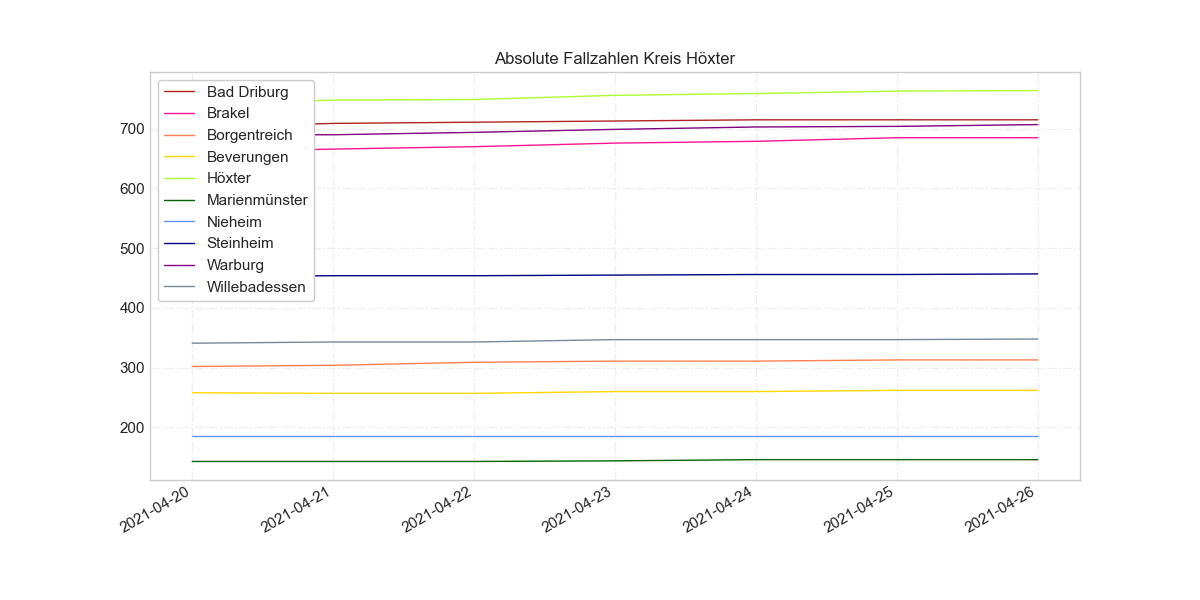 Absolute Fallzahlen Kreis Höxter
Bad Driburg
Brakel
Borgentreich
Beverungen
Höxter
Marienmünster
Nieheim
Steinheim
Warburg
Willebadessen
700
600
500
400
300
200
2021-04-20
2021-04-21
2021-04-22
2021-04-23
2021-04-24
2021-04-25
2021-04-26